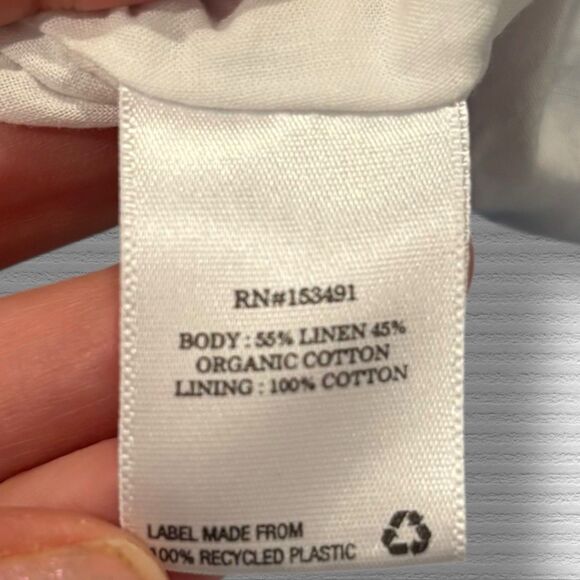 RN#153491
BODY : 55% LINEN 45%
ORGANIC COTTON
LINING : 100% COTTON
LABEL MADE FROM
100% RECYCLED PLASTIC